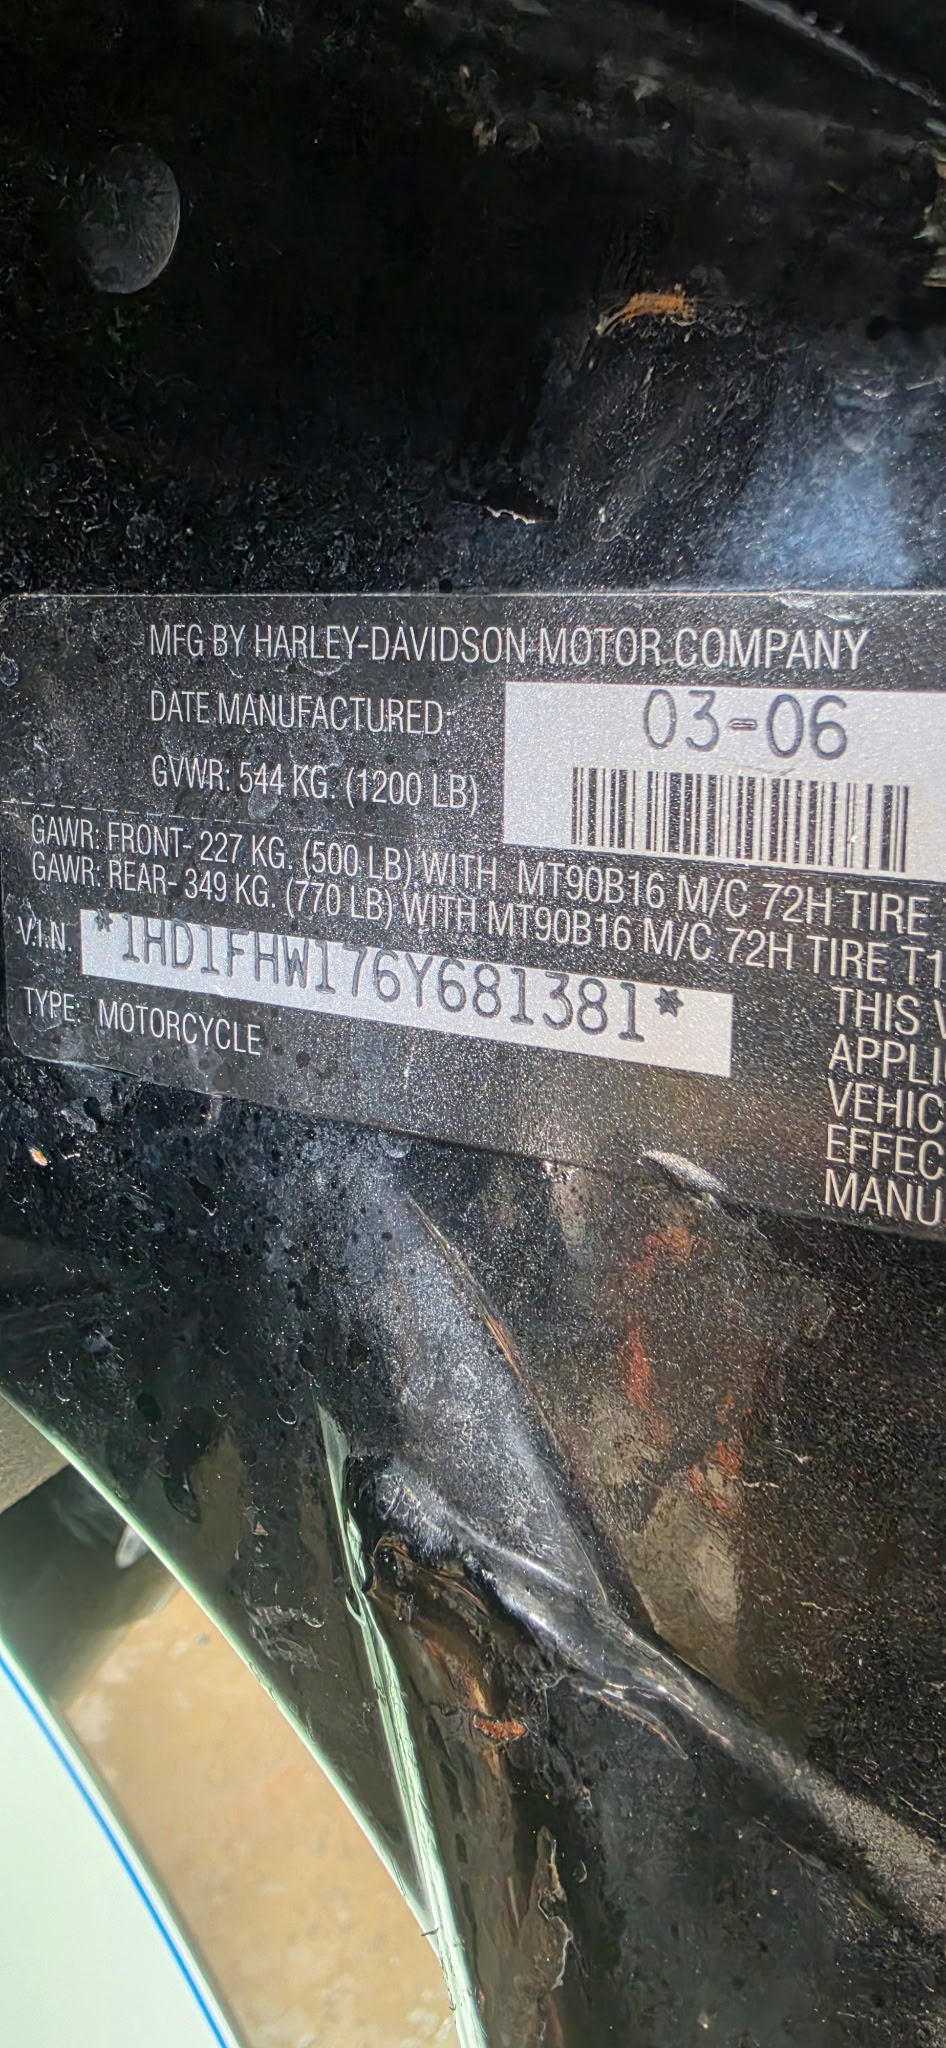 MFG BY HARLEY-DAVIDSON MOTOR COMPANY
DATE MANUFACTURED: 03-06
GVWR: 544 KG. (1200 LB)
GAWR: FRONT- 227 KG. (500 LB) WITH MT90B16 M/C 72H TIRE
GAWR: REAR- 349 KG. (770 LB) WITH MT90B16 M/C 72H TIRE T1
V.I.N. *1HD1FHW176Y681381*
TYPE: MOTORCYCLE
THIS V
APPLI
VEHIC
EFFEC
MANU